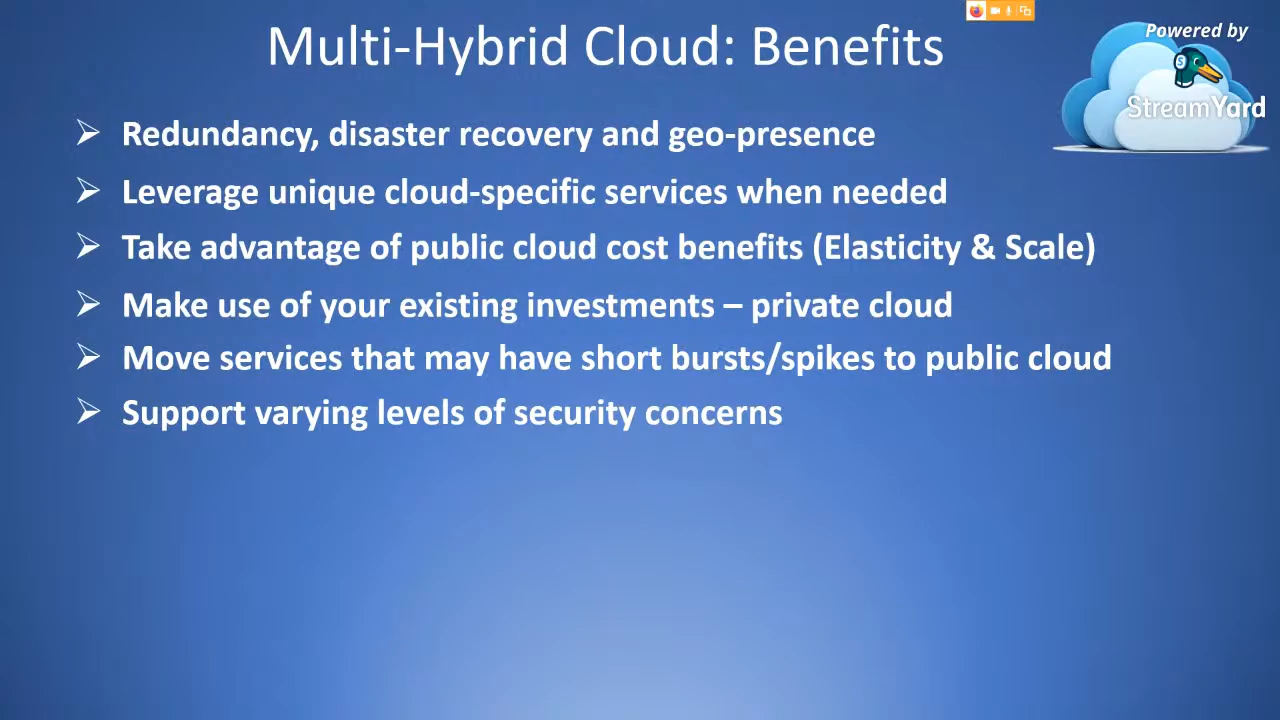 Multi-Hybrid Cloud: Benefits
Powered by
StreamYard
Redundancy, disaster recovery and geo-presence
Leverage unique cloud-specific services when needed
Take advantage of public cloud cost benefits (Elasticity & Scale)
Make use of your existing investments – private cloud
Move services that may have short bursts/spikes to public cloud
Support varying levels of security concerns